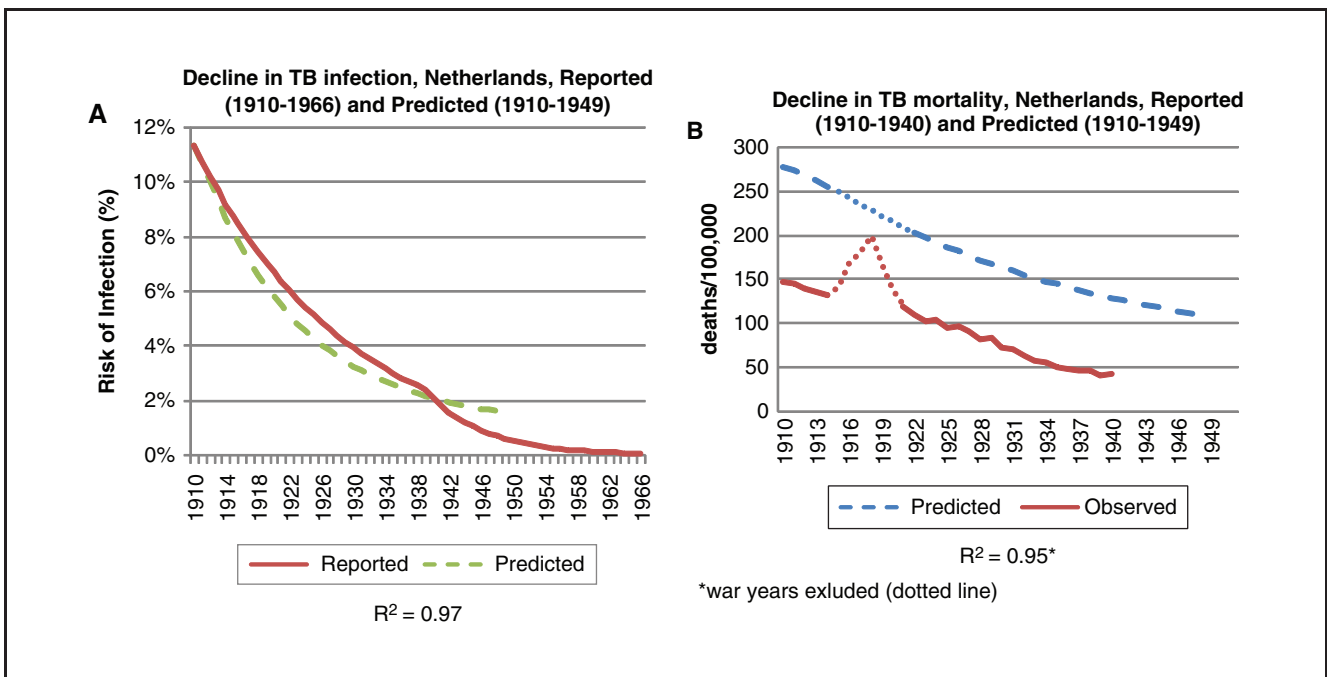 A
Decline in TB infection, Netherlands, Reported
(1910-1966) and Predicted (1910-1949)
12%
10%
8%
6%
4%
2%
0%
Risk of Infection (%)
1910
1914
1918
1922
1926
1930
1934
1938
1942
1946
1950
1954
1958
1962
1966
Reported
Predicted
R² = 0.97
B
Decline in TB mortality, Netherlands, Reported
(1910-1940) and Predicted (1910-1949)
300
250
200
150
100
50
0
deaths/100,000
1910
1913
1916
1919
1922
1925
1928
1931
1934
1937
1940
1943
1946
1949
Predicted
Observed
R² = 0.95*
*war years exluded (dotted line)